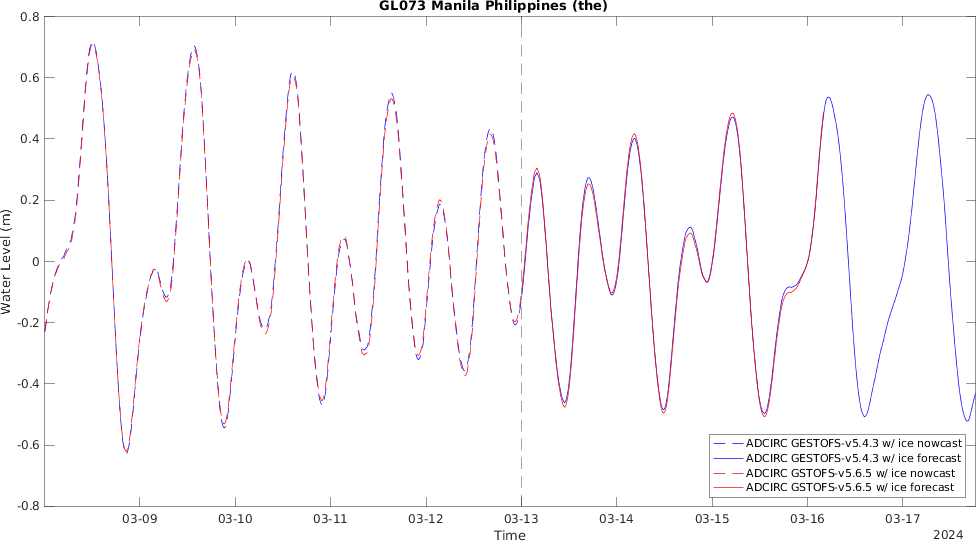 GL073 Manila Philippines (the)
0.8
0.6
0.4
0.2
0
-0.2
-0.4
-0.6
-0.8
Water Level (m)
ADCIRC GESTOFS-v5.4.3 w/ ice nowcast
ADCIRC GESTOFS-v5.4.3 w/ ice forecast
ADCIRC GSTOFS-v5.6.5 w/ ice nowcast
ADCIRC GSTOFS-v5.6.5 w/ ice forecast
03-09 03-10 03-11 03-12 03-13 03-14 03-15 03-16 03-17
Time
2024